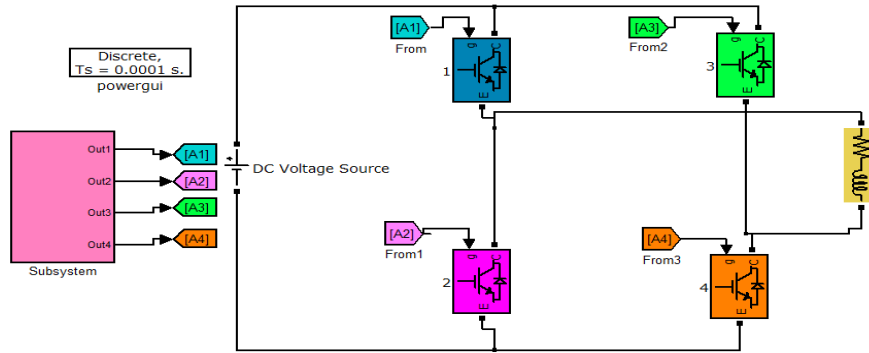 Discrete,
Ts = 0.0001 s.
powergui
[A1]
From
g
C
E
1
[A3]
From2
g
C
E
3
Out1
Out2
Out3
Out4
Subsystem
[A1]
[A2]
[A3]
[A4]
+
DC Voltage Source
[A2]
From1
g
C
E
2
[A4]
From3
g
C
E
4